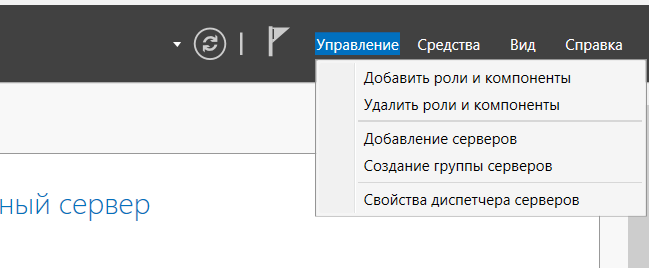 Управление Средства Вид Справка
Добавить роли и компоненты
Удалить роли и компоненты
Добавление серверов
Создание группы серверов
Свойства диспетчера серверов
ный сервер